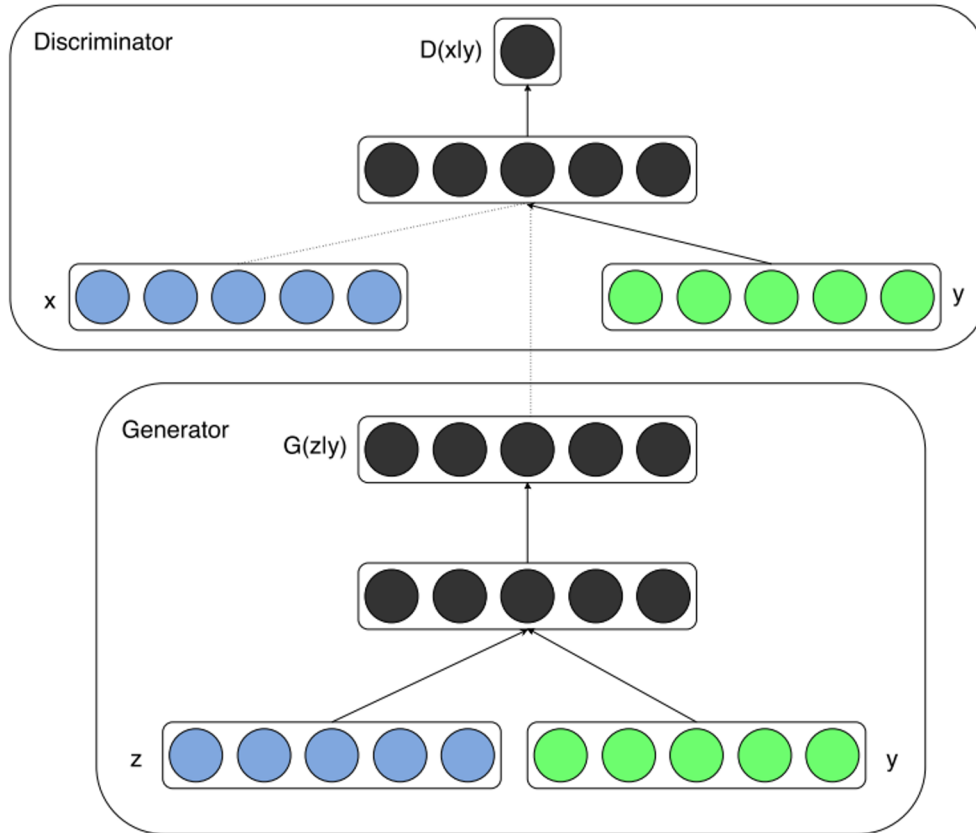 Discriminator
D(x|y)
x
y
Generator
G(z|y)
z
y